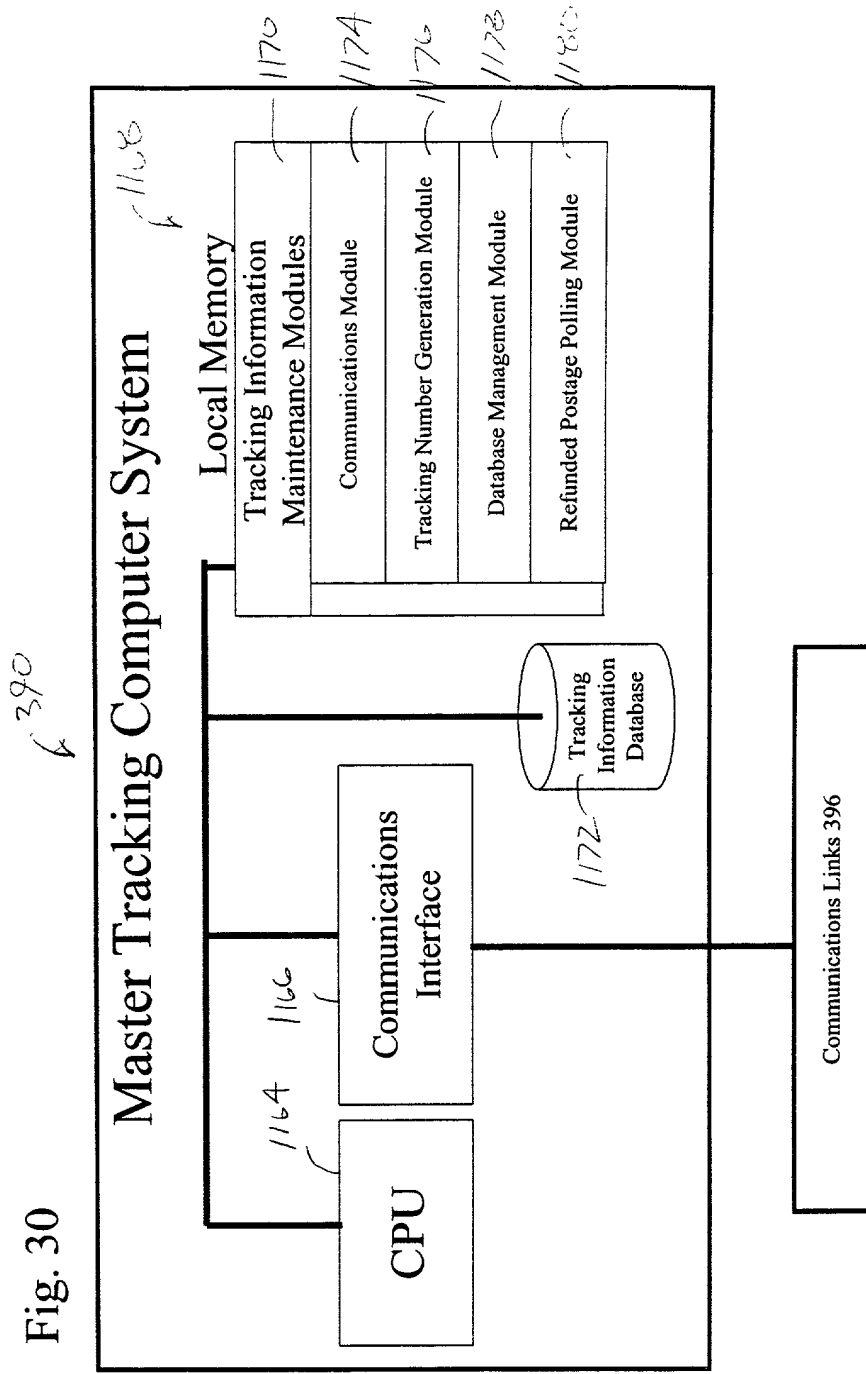 Fig. 30
390
Master Tracking Computer System
1168
Local Memory
Tracking Information
Maintenance Modules
1170
Communications Module
1174
Tracking Number Generation Module
1176
Database Management Module
1178
Refunded Postage Polling Module
1180
1164
CPU
1166
Communications
Interface
Tracking
Information
Database
1172
Communications Links 396